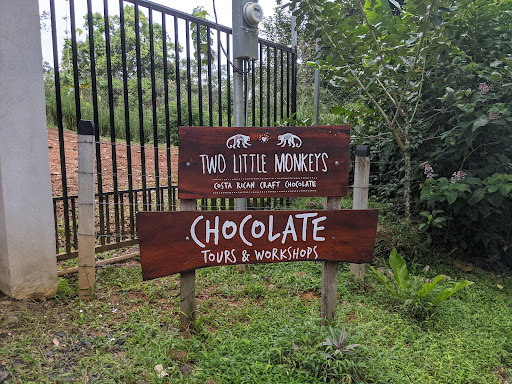 TWO LITTLE MONKEYS
COSTA RICAN CRAFT CHOCOLATE
CHOCOLATE
TOURS & WORKSHOPS